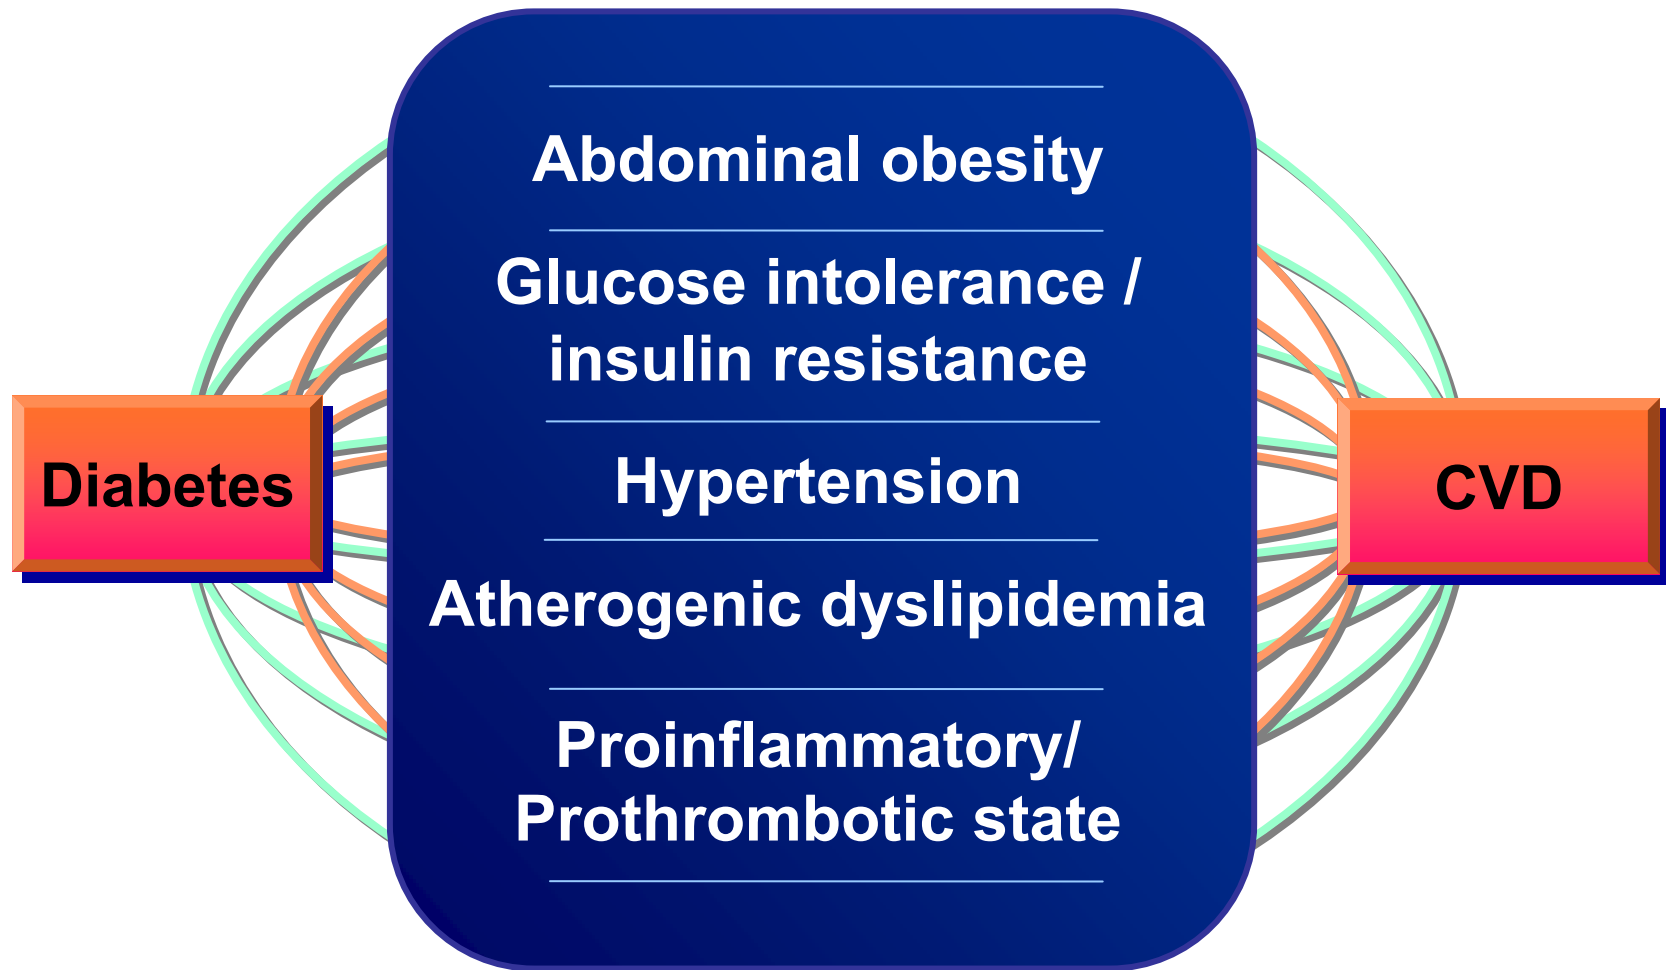 Abdominal obesity
Glucose intolerance /
insulin resistance
Hypertension
Diabetes
CVD
Atherogenic dyslipidemia
Proinflammatory/
Prothrombotic state